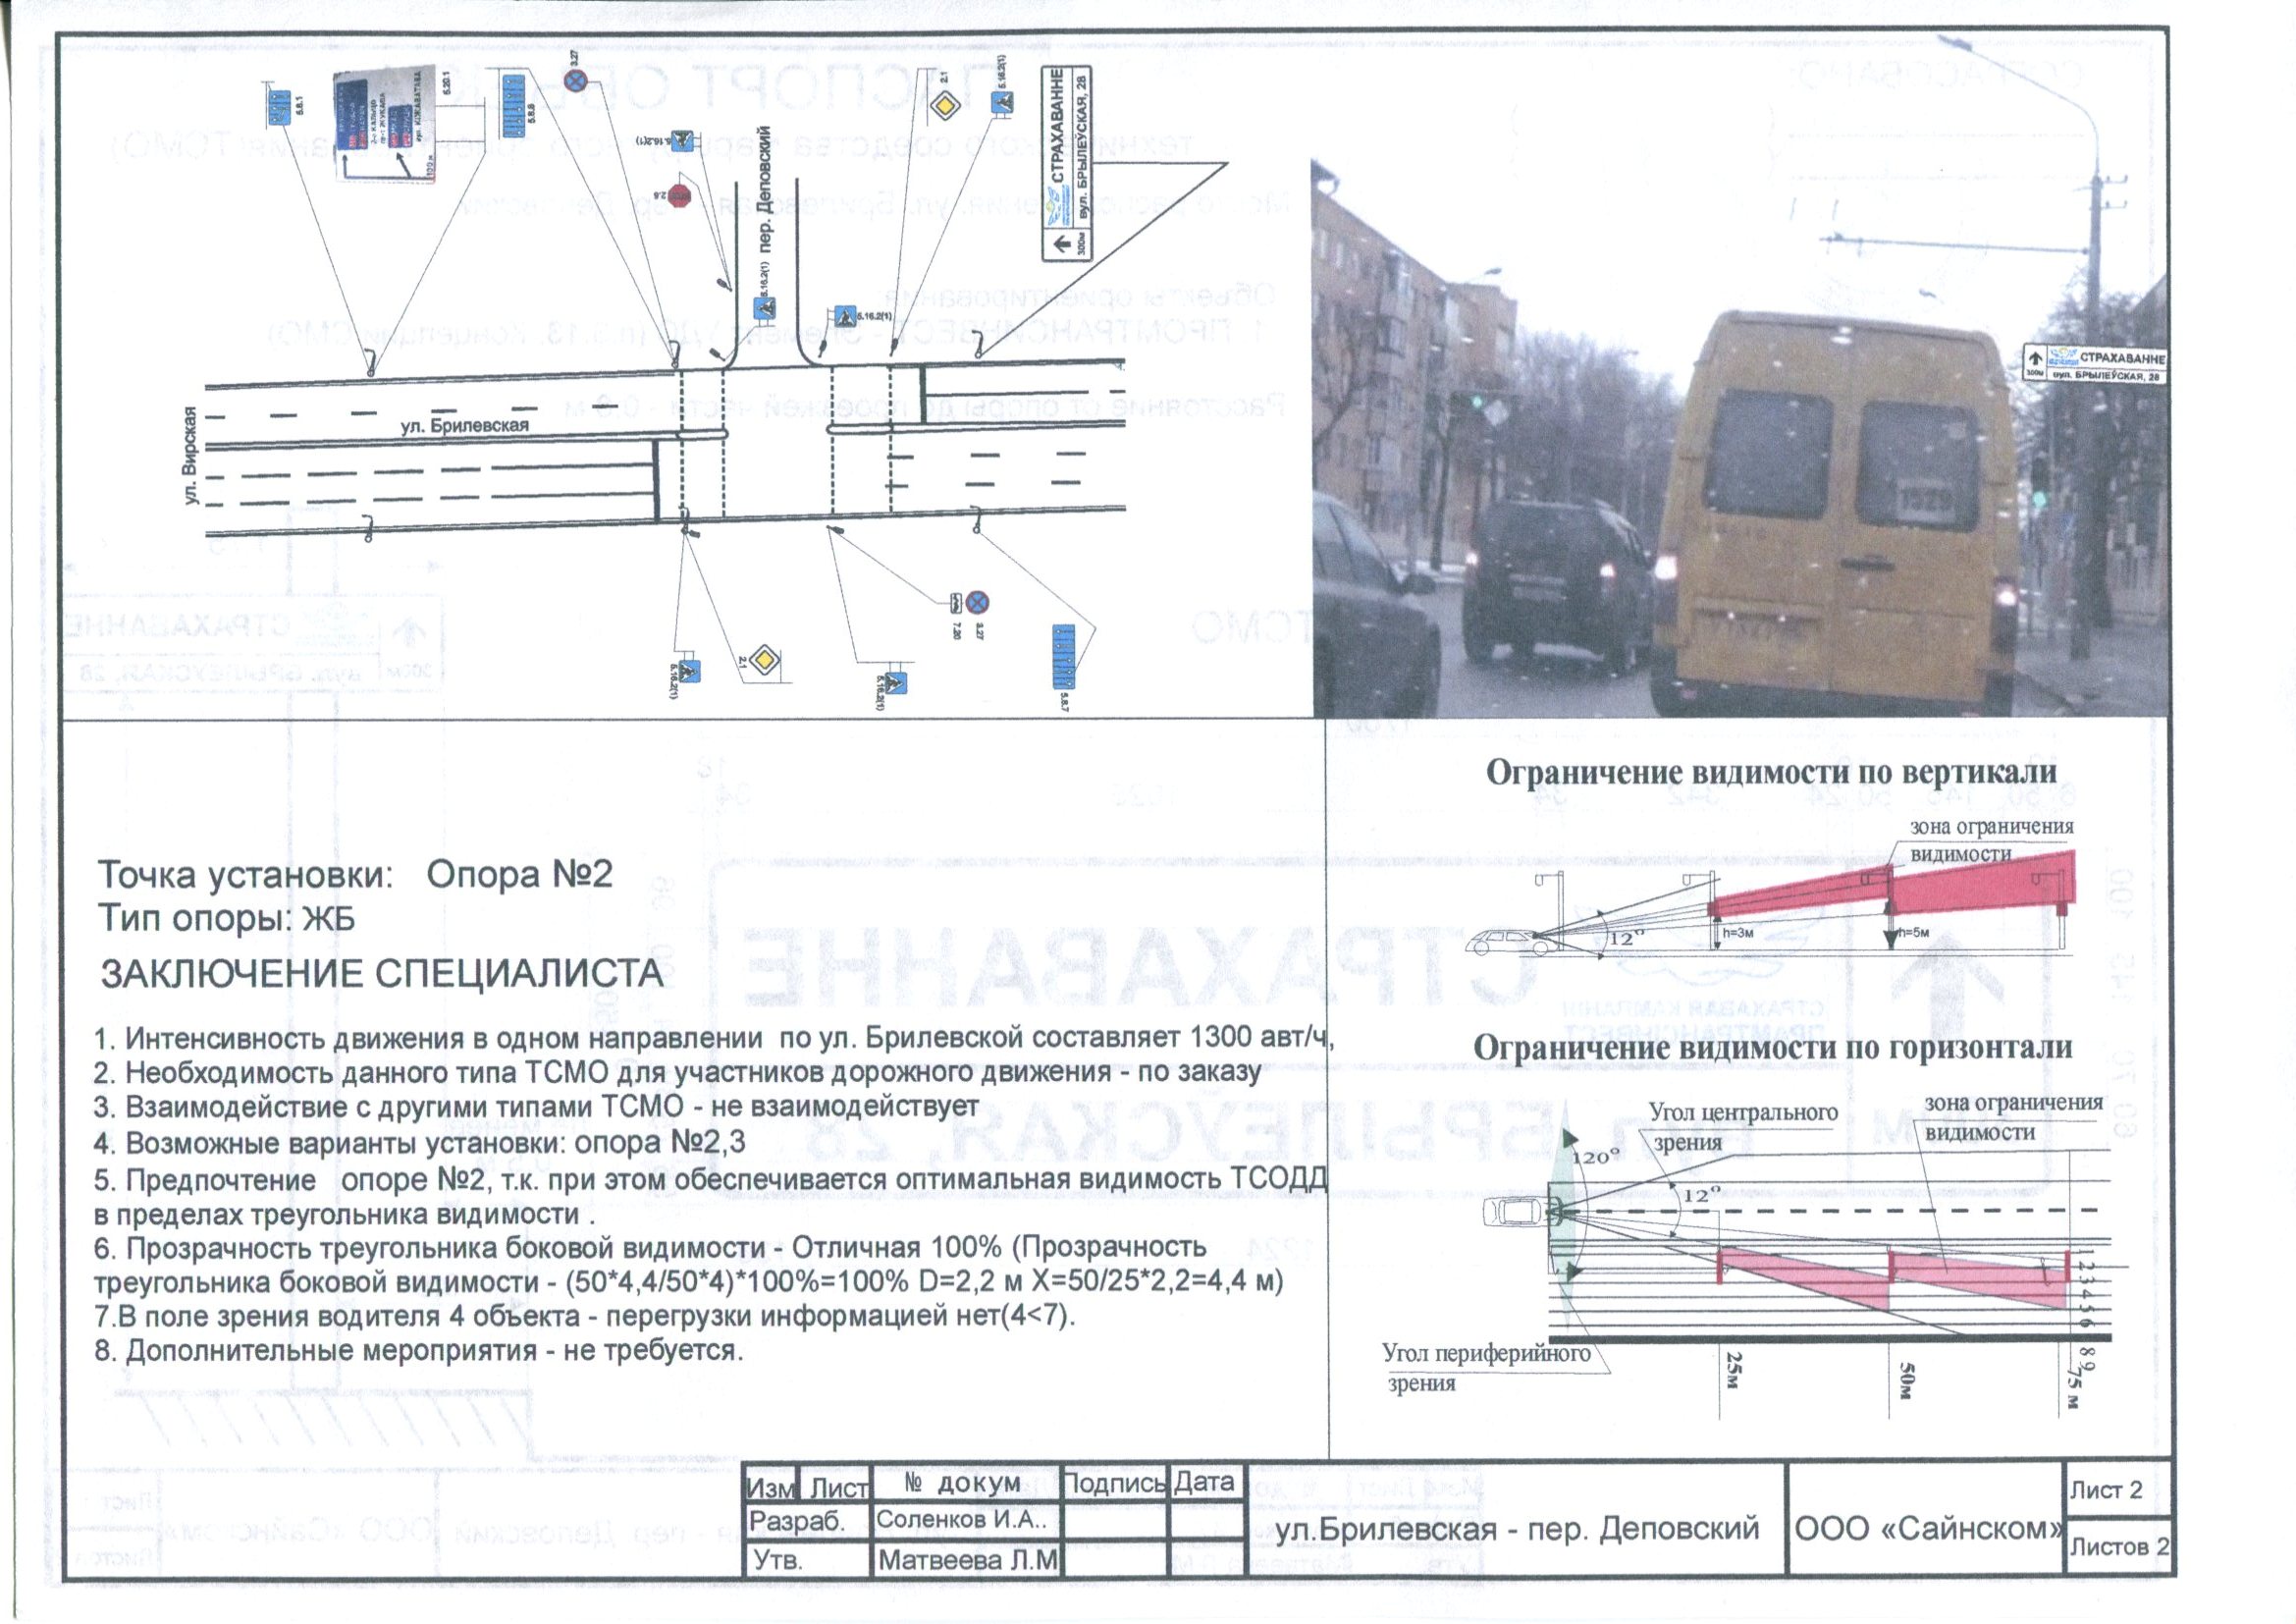 5.8.1
5.20.1
5.8.8
3.27
5.16.2(1)
2.5
пер. Деповский
5.16.2(1)
5.16.2(1)
2.1
5.16.2(1)
СТРАХАВАННЕ
300м
вул. БРЫЛЕЎСКАЯ, 28
ул. Вирская
ул. Брилевская
5.16.2(1)
2.1
5.16.2(1)
7.20
3.27
5.8.7
СТРАХАВАННЕ
300м
вул. БРЫЛЕЎСКАЯ, 28
Точка установки: Опора №2
Тип опоры: ЖБ
ЗАКЛЮЧЕНИЕ СПЕЦИАЛИСТА
1. Интенсивность движения в одном направлении по ул. Брилевской составляет 1300 авт/ч,
2. Необходимость данного типа ТСМО для участников дорожного движения - по заказу
3. Взаимодействие с другими типами ТСМО - не взаимодействует
4. Возможные варианты установки: опора №2,3
5. Предпочтение опоре №2, т.к. при этом обеспечивается оптимальная видимость ТСОДД
в пределах треугольника видимости .
6. Прозрачность треугольника боковой видимости - Отличная 100% (Прозрачность
треугольника боковой видимости - (50*4,4/50*4)*100%=100% D=2,2 м X=50/25*2,2=4,4 м)
7.В поле зрения водителя 4 объекта - перегрузки информацией нет(4<7).
8. Дополнительные мероприятия - не требуется.
Ограничение видимости по вертикали
зона ограничения
видимости
12°
h=3м
h=5м
Ограничение видимости по горизонтали
Угол центрального
зрения
зона ограничения
видимости
120°
12°
Угол периферийного
зрения
1 2 3 4 5 6
8 9
25м
50м
75 м
Изм Лист № докум Подпись Дата
Разраб. Соленков И.А..
Утв. Матвеева Л.М
ул.Брилевская - пер. Деповский
ООО «Сайнском»
Лист 2
Листов 2